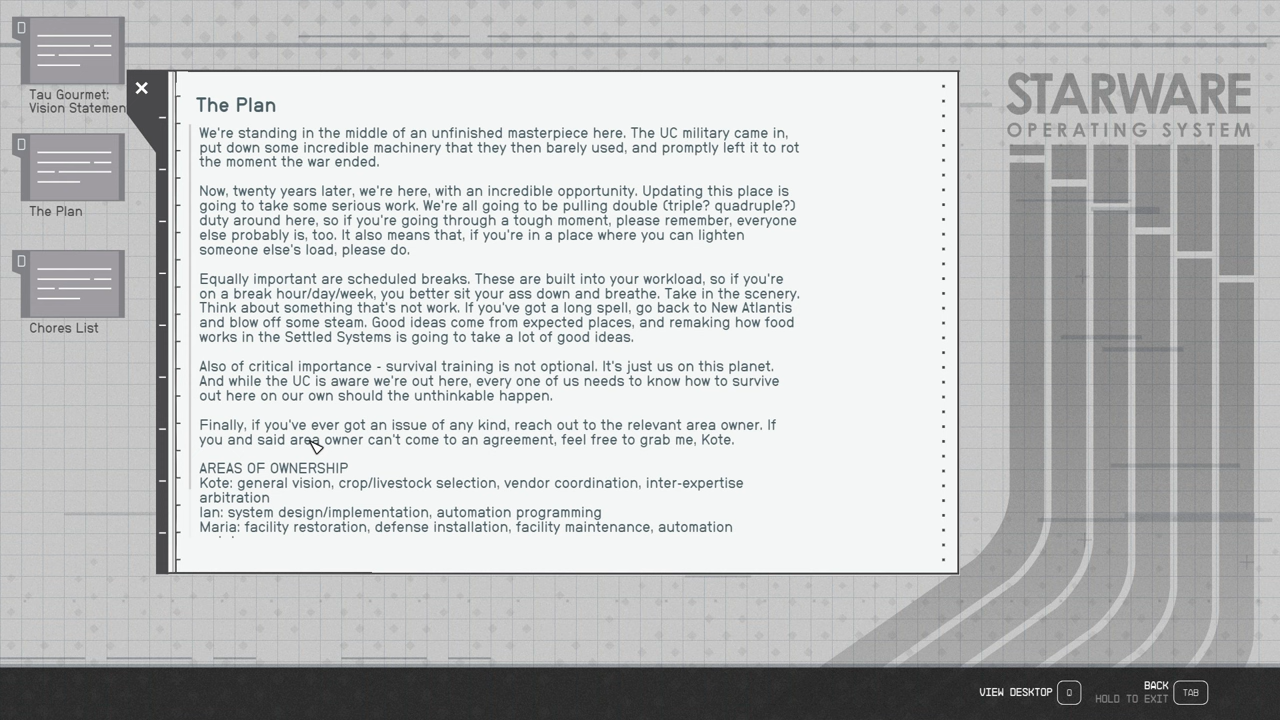 Tau Gourmet:
Vision Statemen
The Plan
Chores List
The Plan
We're standing in the middle of an unfinished masterpiece here. The UC military came in,
put down some incredible machinery that they then barely used, and promptly left it to rot
the moment the war ended.
Now, twenty years later, we're here, with an incredible opportunity. Updating this place is
going to take some serious work. We're all going to be pulling double (triple? quadruple?)
duty around here, so if you're going through a tough moment, please remember, everyone
else probably is, too. It also means that, if you're in a place where you can lighten
someone else's load, please do.
Equally important are scheduled breaks. These are built into your workload, so if you're
on a break hour/day/week, you better sit your ass down and breathe. Take in the scenery.
Think about something that's not work. If you've got a long spell, go back to New Atlantis
and blow off some steam. Good ideas come from expected places, and remaking how food
works in the Settled Systems is going to take a lot of good ideas.
Also of critical importance - survival training is not optional. It's just us on this planet.
And while the UC is aware we're out here, every one of us needs to know how to survive
out here on our own should the unthinkable happen.
Finally, if you've ever got an issue of any kind, reach out to the relevant area owner. If
you and said area owner can't come to an agreement, feel free to grab me, Kote.
AREAS OF OWNERSHIP
Kote: general vision, crop/livestock selection, vendor coordination, inter-expertise
arbitration
Ian: system design/implementation, automation programming
Maria: facility restoration, defense installation, facility maintenance, automation
STARWARE
OPERATING SYSTEM
VIEW DESKTOP Q
BACK
HOLD TO EXIT TAB